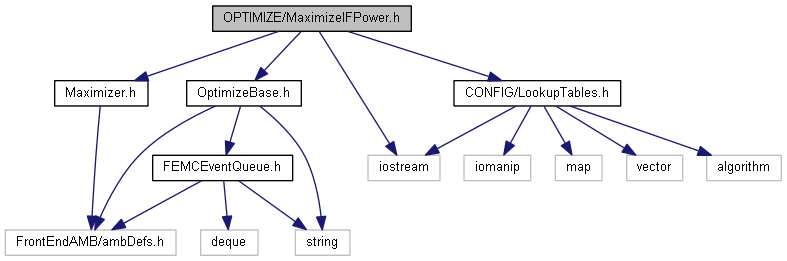 OPTIMIZE/MaximizeIFPower.h
Maximizer.h
OptimizeBase.h
CONFIG/LookupTables.h
FEMCEventQueue.h
iostream
iomanip
map
vector
algorithm
FrontEndAMB/ambDefs.h
deque
string